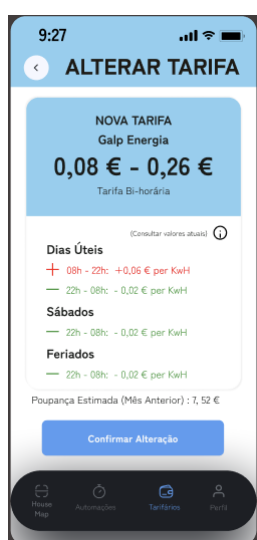 9:27
ALTERAR TARIFA
NOVA TARIFA
Galp Energia
0,08 € - 0,26 €
Tarifa Bi-horária
(Consultar valores atuais)
Dias Úteis
+ 08h - 22h: +0,06 € per KwH
— 22h - 08h: - 0,02 € per KwH
Sábados
— 22h - 08h: - 0,02 € per KwH
Feriados
— 22h - 08h: - 0,02 € per KwH
Poupança Estimada (Mês Anterior) : 7, 52 €
Confirmar Alteração
House Map
Automações
Tarifários
Perfil